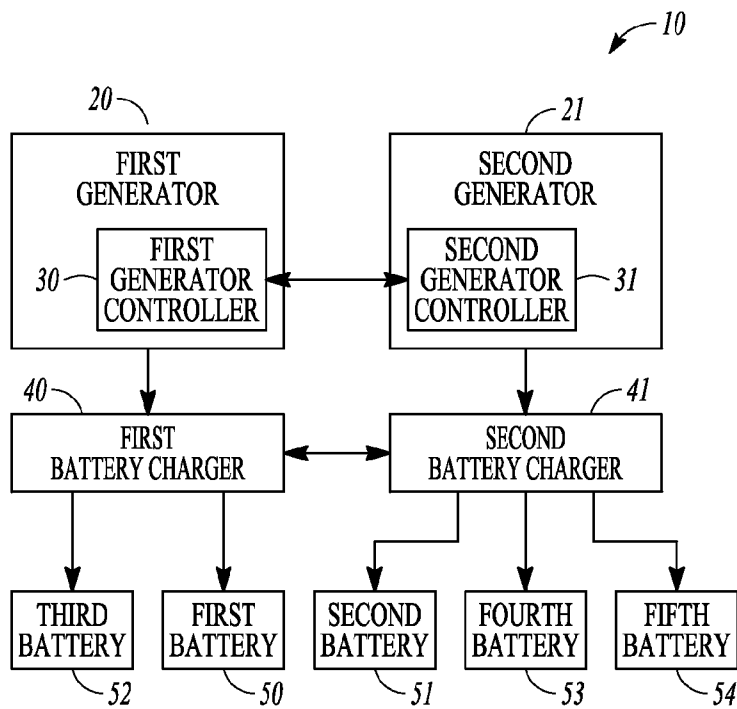 10
20
21
FIRST
GENERATOR
SECOND
GENERATOR
30
FIRST
GENERATOR
CONTROLLER
SECOND
GENERATOR
CONTROLLER
31
40
41
FIRST
BATTERY CHARGER
SECOND
BATTERY CHARGER
THIRD
BATTERY
FIRST
BATTERY
SECOND
BATTERY
FOURTH
BATTERY
FIFTH
BATTERY
52
50
51
53
54